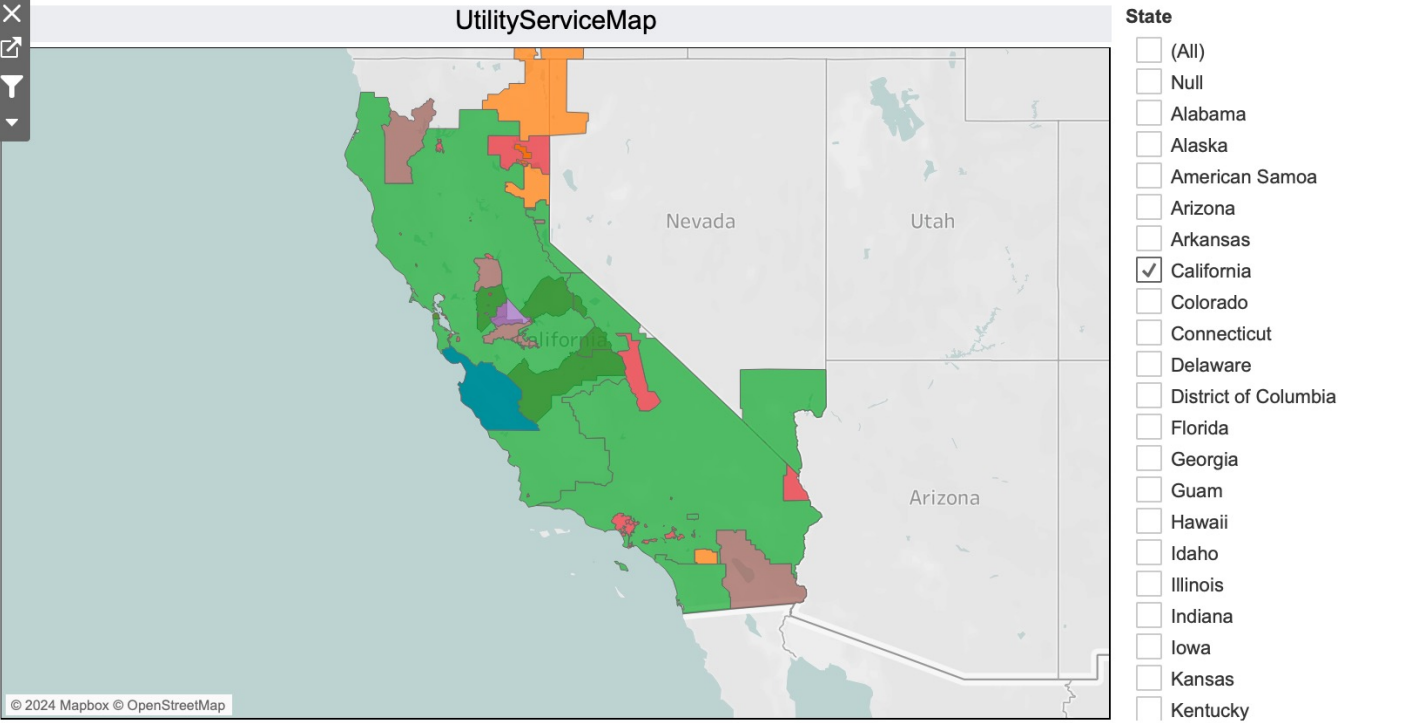 UtilityServiceMap
State
(All)
Null
Alabama
Alaska
American Samoa
Arizona
Arkansas
California
Colorado
Connecticut
Delaware
District of Columbia
Florida
Georgia
Guam
Hawaii
Idaho
Illinois
Indiana
Iowa
Kansas
Kentucky
Nevada
Utah
California
Arizona
© 2024 Mapbox © OpenStreetMap